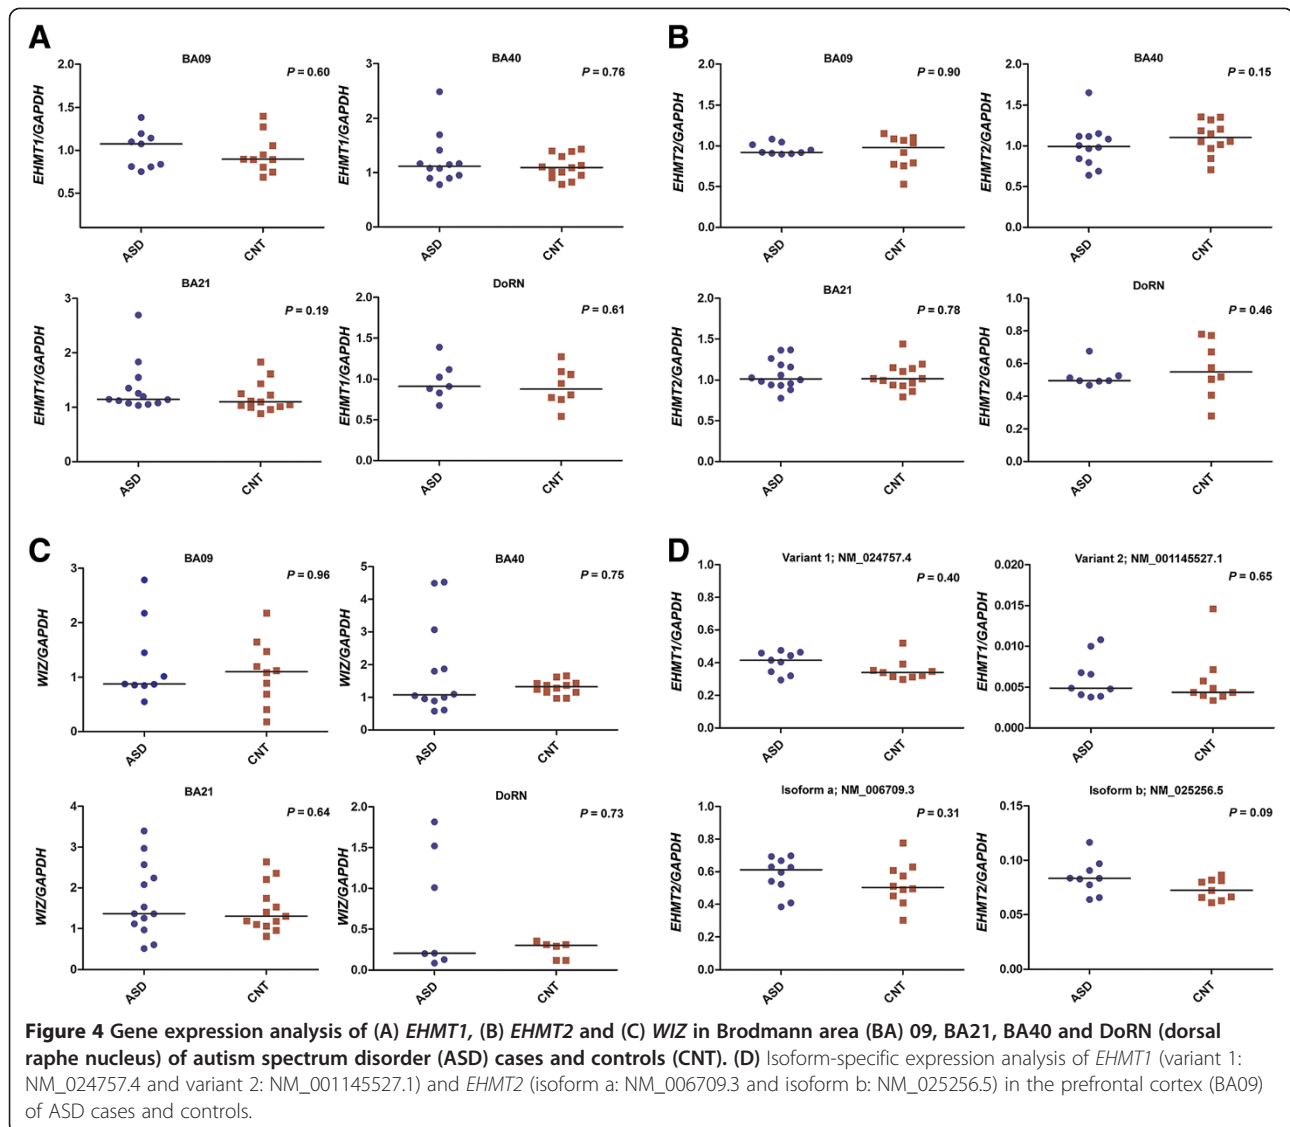 A
BA09
P = 0.60
EHMT1/GAPDH
2.0
1.5
1.0
0.5
ASD
CNT
BA40
P = 0.76
EHMT1/GAPDH
3
2
1
0
ASD
CNT
BA21
P = 0.19
EHMT1/GAPDH
3
2
1
0
ASD
CNT
DoRN
P = 0.61
EHMT1/GAPDH
2.0
1.5
1.0
0.5
0.0
ASD
CNT
B
BA09
P = 0.90
EHMT2/GAPDH
2.0
1.5
1.0
0.5
0.0
ASD
CNT
BA40
P = 0.15
EHMT2/GAPDH
2.0
1.5
1.0
0.5
0.0
ASD
CNT
BA21
P = 0.78
EHMT2/GAPDH
2.0
1.5
1.0
0.5
0.0
ASD
CNT
DoRN
P = 0.46
EHMT2/GAPDH
1.0
0.8
0.6
0.4
0.2
0.0
ASD
CNT
C
BA09
P = 0.96
WIZ/GAPDH
3
2
1
0
ASD
CNT
BA40
P = 0.75
WIZ/GAPDH
5
4
3
2
1
0
ASD
CNT
BA21
P = 0.64
WIZ/GAPDH
4
3
2
1
0
ASD
CNT
DoRN
P = 0.73
WIZ/GAPDH
2.0
1.5
1.0
0.5
0.0
ASD
CNT
D
Variant 1; NM_024757.4
P = 0.40
EHMT1/GAPDH
1.0
0.8
0.6
0.4
0.2
0.0
ASD
CNT
Variant 2; NM_001145527.1
P = 0.65
EHMT1/GAPDH
0.020
0.015
0.010
0.005
0.000
ASD
CNT
Isoform a; NM_006709.3
P = 0.31
EHMT2/GAPDH
1.0
0.8
0.6
0.4
0.2
0.0
ASD
CNT
Isoform b; NM_025256.5
P = 0.09
EHMT2/GAPDH
0.15
0.10
0.05
0.00
ASD
CNT
Figure 4 Gene expression analysis of (A) EHMT1, (B) EHMT2 and (C) WIZ in Brodmann area (BA) 09, BA21, BA40 and DoRN (dorsal
raphe nucleus) of autism spectrum disorder (ASD) cases and controls (CNT). (D) Isoform-specific expression analysis of EHMT1 (variant 1:
NM_024757.4 and variant 2: NM_001145527.1) and EHMT2 (isoform a: NM_006709.3 and isoform b: NM_025256.5) in the prefrontal cortex (BA09)
of ASD cases and controls.